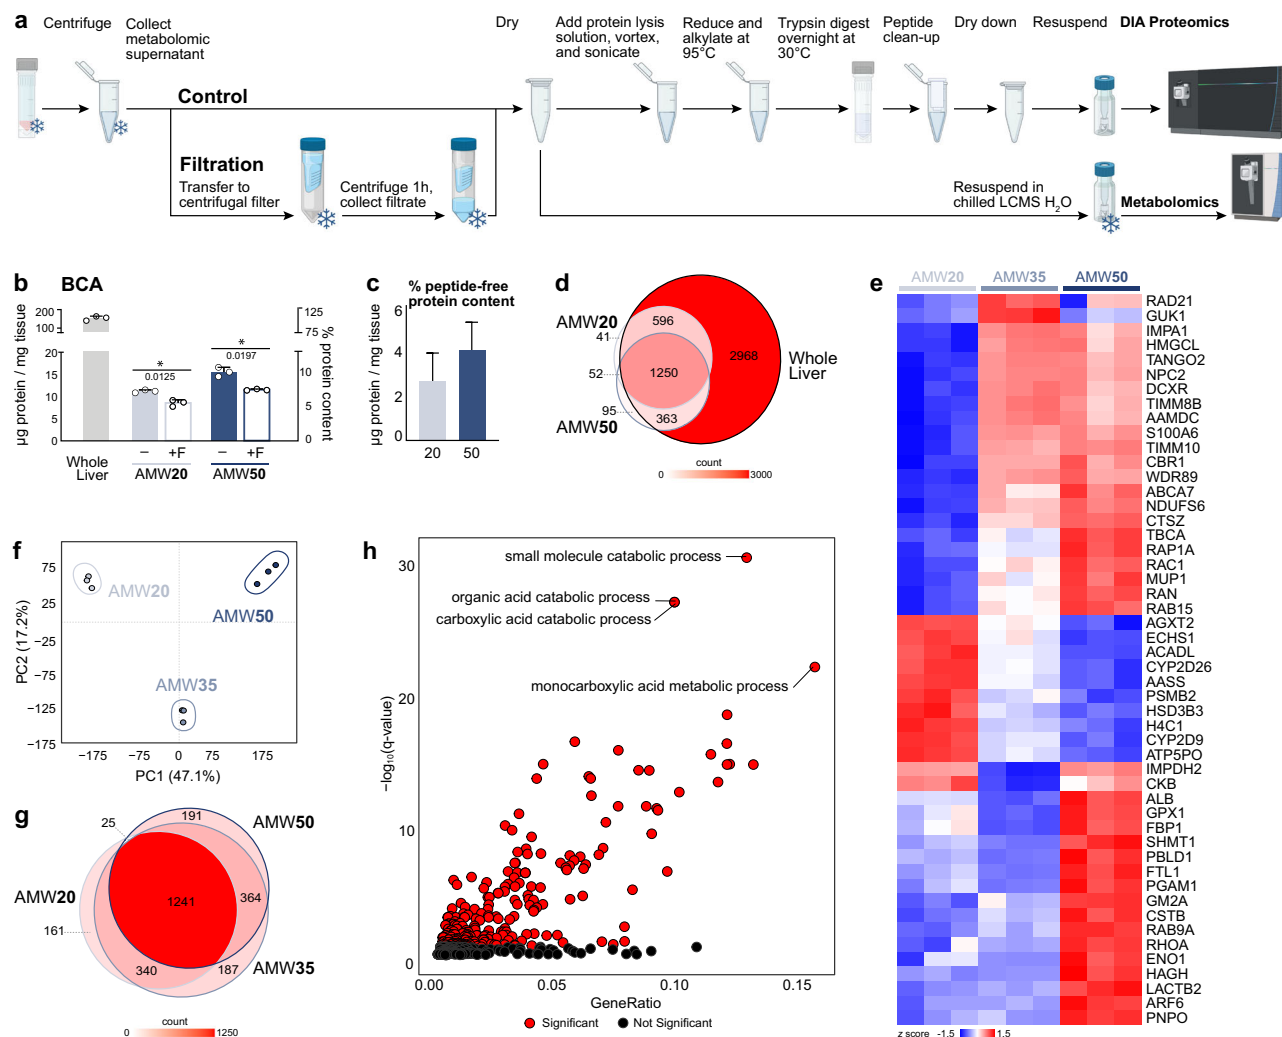 a
Centrifuge
Collect
metabolomic
supernatant
Control
Filtration
Transfer to
centrifugal filter
Centrifuge 1h,
collect filtrate
Dry
Add protein lysis
solution, vortex,
and sonicate
Reduce and
alkylate at
95°C
Trypsin digest
overnight at
30°C
Peptide
clean-up
Dry down
Resuspend
DIA Proteomics
Resuspend in
chilled LCMS H2O
Metabolomics
b BCA
µg protein / mg tissue
200
100
20
15
10
5
0
125
75
10
5
0
% protein content
*
0.0125
*
0.0197
Whole
Liver
– +F – +F
AMW20 AMW50
c
% peptide-free
protein content
µg protein / mg tissue
6
4
2
0
20 50
d
AMW20
41
52
95
AMW50
596
1250
363
2968
Whole
Liver
count
0 3000
e
AMW20 AMW35 AMW50
RAD21
GUK1
IMPA1
HMGCL
TANGO2
NPC2
DCXR
TIMM8B
AAMDC
S100A6
TIMM10
CBR1
WDR89
ABCA7
NDUFS6
CTSZ
TBCA
RAP1A
RAC1
MUP1
RAN
RAB15
AGXT2
ECHS1
ACADL
CYP2D26
AASS
PSMB2
HSD3B3
H4C1
CYP2D9
ATP5PO
IMPDH2
CKB
ALB
GPX1
FBP1
SHMT1
PBLD1
FTL1
PGAM1
GM2A
CSTB
RAB9A
RHOA
ENO1
HAGH
LACTB2
ARF6
PNPO
z score -1.5 1.5
f
PC2 (17.2%)
75
25
−25
−75
−125
−175
AMW20
AMW50
AMW35
−175 −75 0 75 175
PC1 (47.1%)
g
25
191
AMW50
AMW20
1241
364
161
340
187
AMW35
count
0 1250
h
−log10(q-value)
30
20
10
0
small molecule catabolic process
organic acid catabolic process
carboxylic acid catabolic process
monocarboxylic acid metabolic process
0.00 0.05 0.10 0.15
GeneRatio
Significant Not Significant